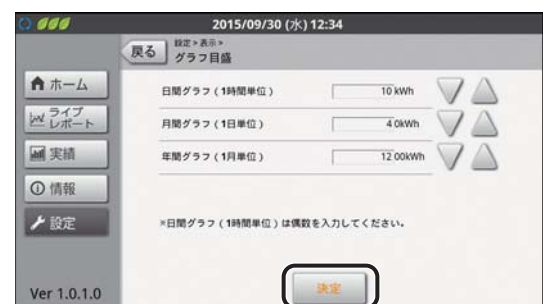 2015/09/30 (水) 12:34
戻る
設定>表示>
グラフ目盛
ホーム
ライブ
レポート
実績
情報
設定
Ver 1.0.1.0
日間グラフ(1時間単位) 10 kWh
月間グラフ(1日単位) 4 0kWh
年間グラフ(1月単位) 12 00kWh
※日間グラフ(1時間単位)は偶数を入力してください。
決定